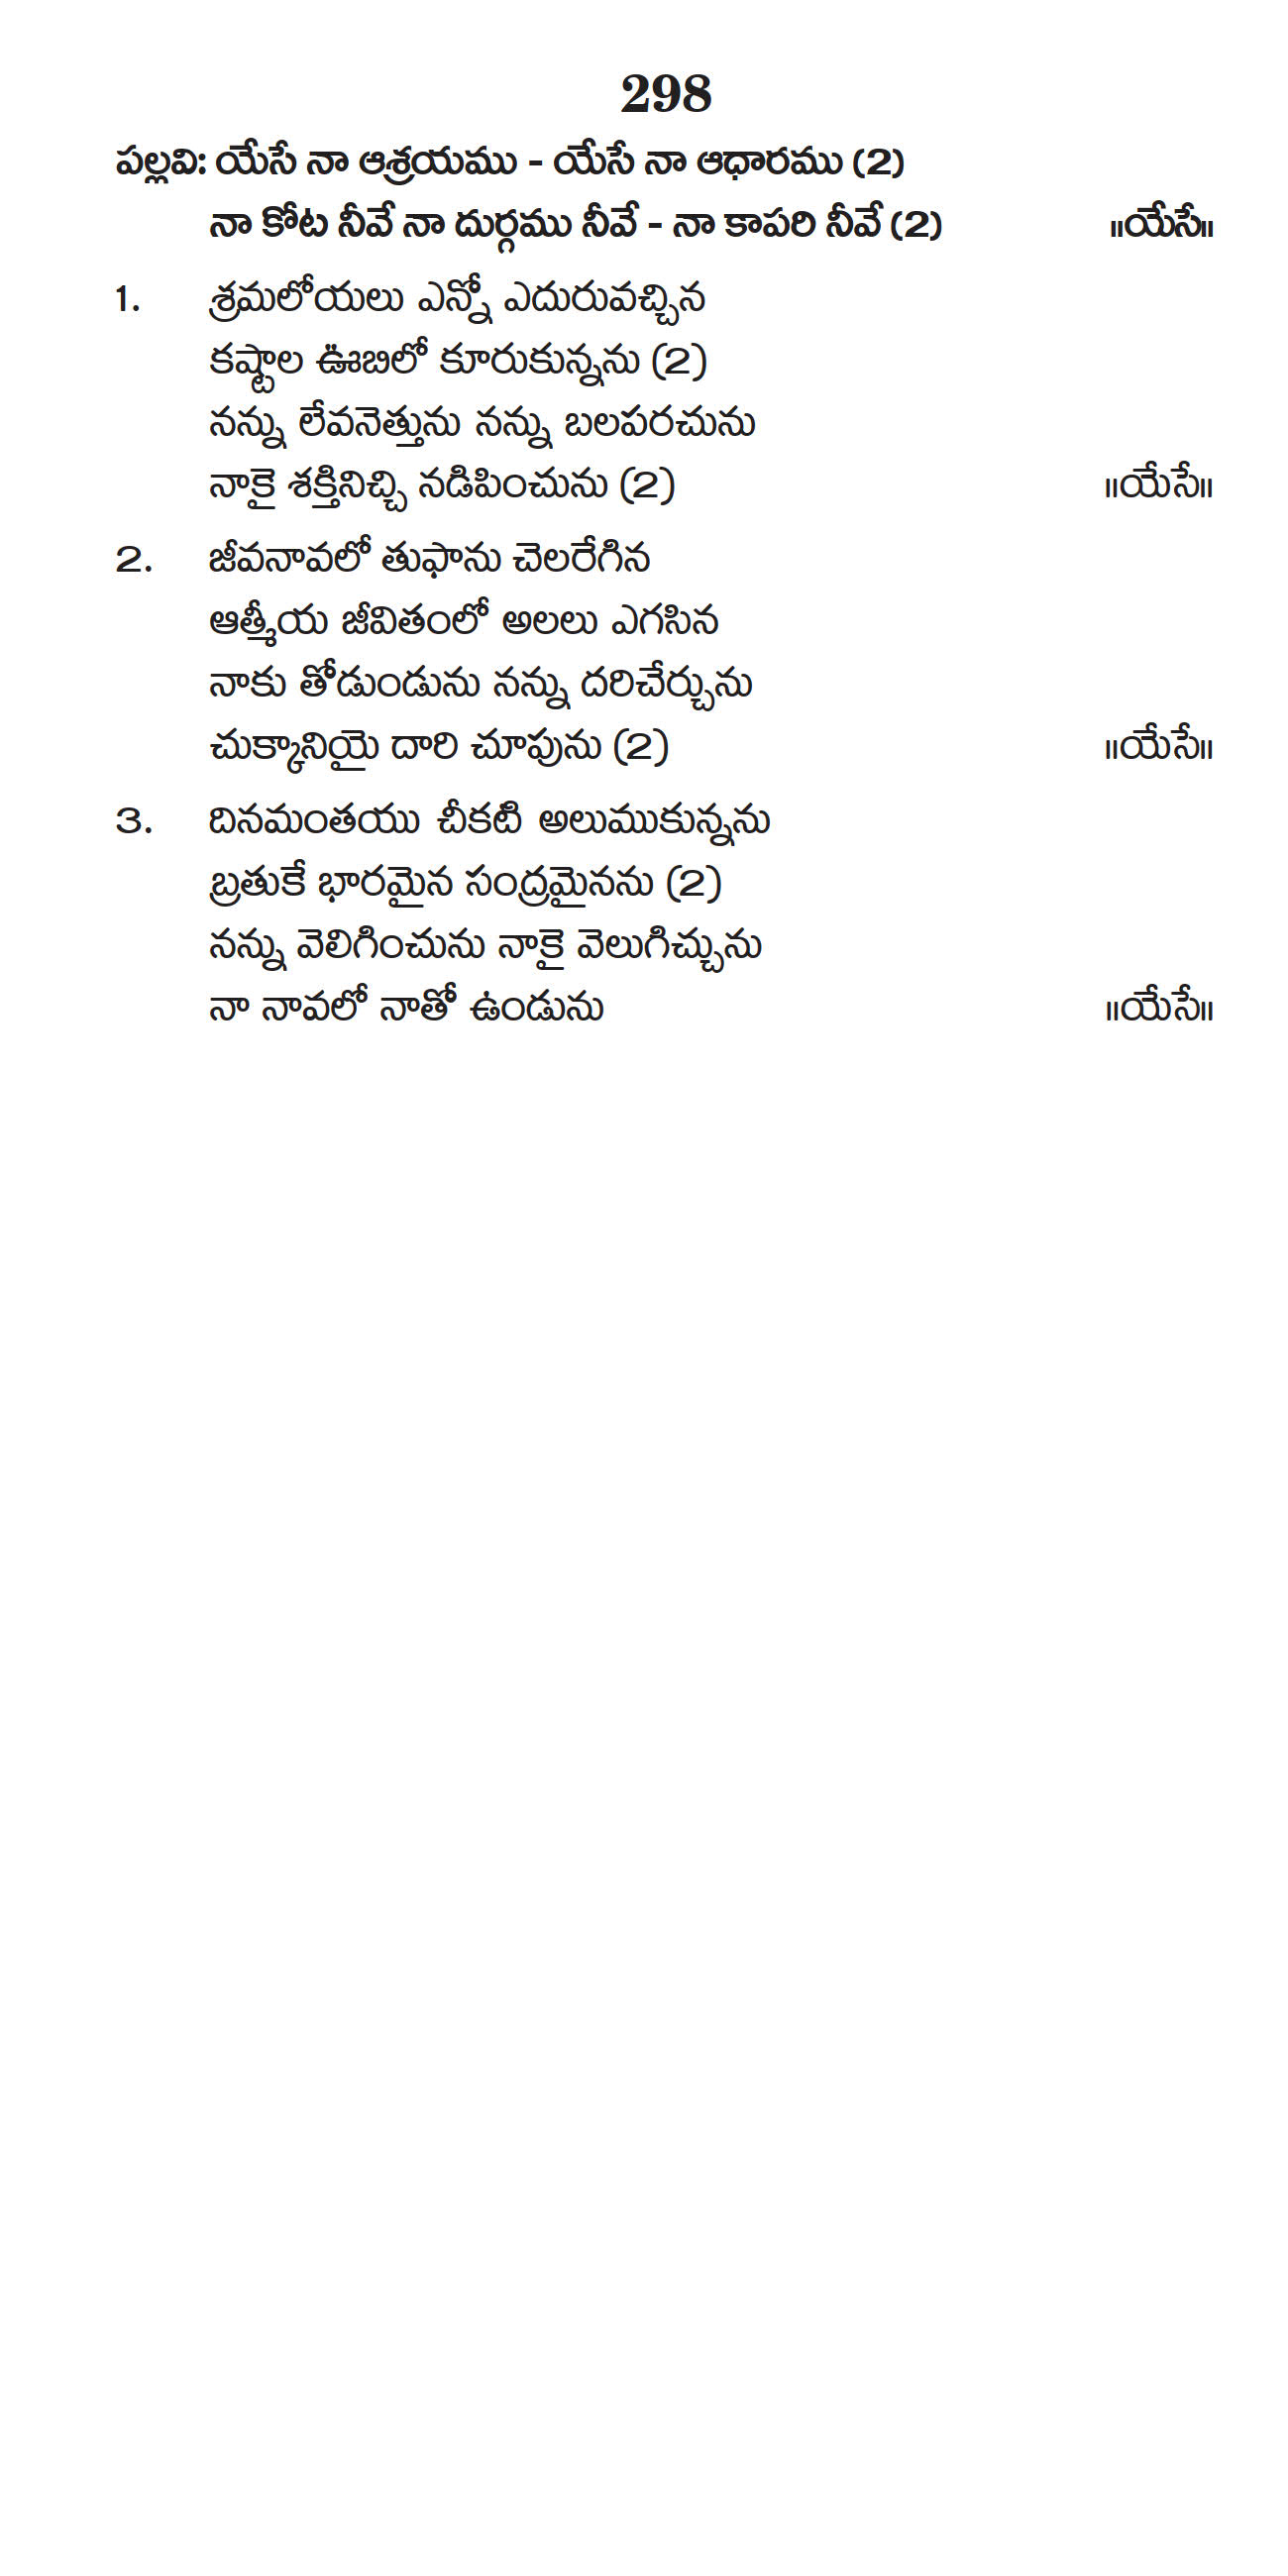 298
పల్లవి: యేసే నా ఆశ్రయము - యేసే నా ఆధారము (2)
నా కోట నీవే నా దుర్గము నీవే - నా కాపరి నీవే (2) ॥యేసే॥
1. శ్రమలోయలు ఎన్నో ఎదురువచ్చిన
కష్టాల ఊబిలో కూరుకున్నను (2)
నన్ను లేవనెత్తును నన్ను బలపరచును
నాకై శక్తినిచ్చి నడిపించును (2) ॥యేసే॥
2. జీవనావలో తుఫాను చెలరేగిన
ఆత్మీయ జీవితంలో అలలు ఎగసిన
నాకు తోడుండును నన్ను దరిచేర్చును
చుక్కానియై దారి చూపును (2) ॥యేసే॥
3. దినమంతయు చీకటి అలుముకున్నను
బ్రతుకే భారమైన సంద్రమైనను (2)
నన్ను వెలిగించును నాకై వెలుగిచ్చును
నా నావలో నాతో ఉండును ॥యేసే॥